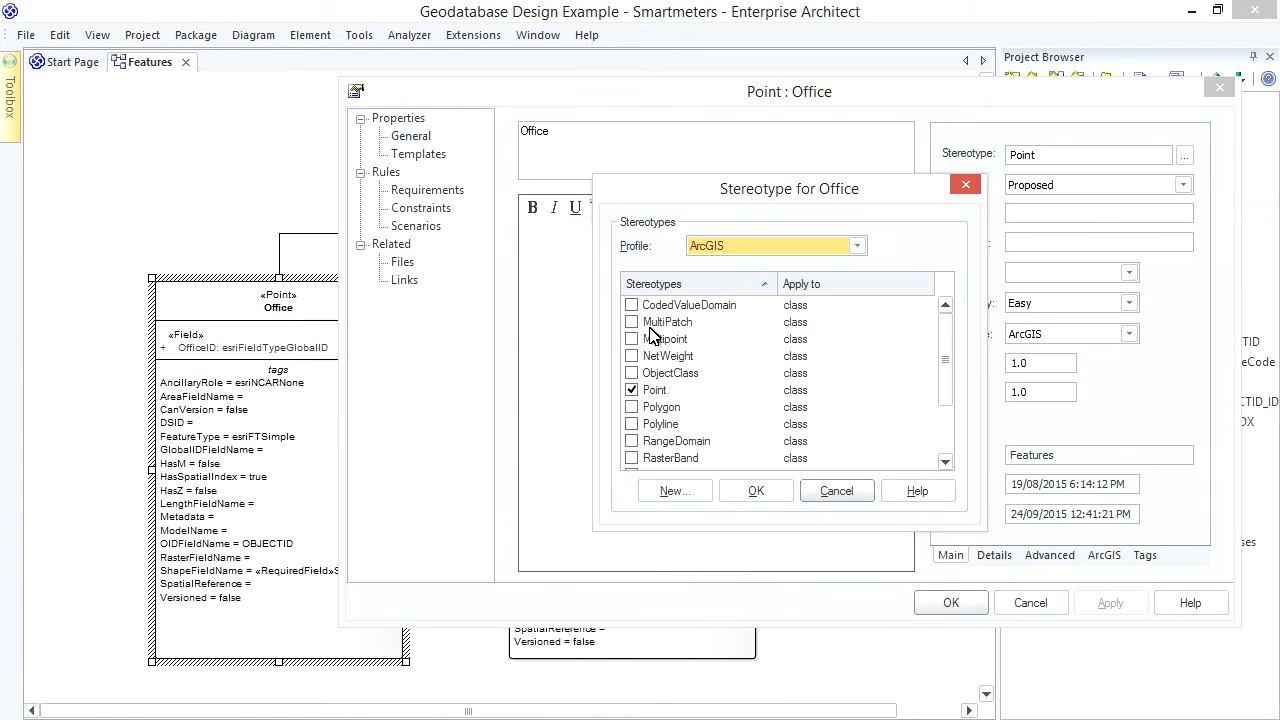 Geodatabase Design Example - Smartmeters - Enterprise Architect
File Edit View Project Package Diagram Element Tools Analyzer Extensions Window Help
Start Page Features
Project Browser
Toolbox
Point : Office
Properties
General
Templates
Rules
Requirements
Constraints
Scenarios
Related
Files
Links
Office
B I U
Stereotype: Point ...
Proposed
Easy
ArcGIS
1.0
1.0
Features
19/08/2015 6:14:12 PM
24/09/2015 12:41:21 PM
Main Details Advanced ArcGIS Tags
OK Cancel Apply Help
Stereotype for Office
Stereotypes
Profile: ArcGIS
Stereotypes Apply to
CodedValueDomain class
MultiPatch class
class
NetWeight class
ObjectClass class
Point class
Polygon class
Polyline class
RangeDomain class
RasterBand class
New... OK Cancel Help
«Point»
Office
«Field»
+ OfficeID: esriFieldTypeGlobalID
tags
AncillaryRole = esriNCARNone
AreaFieldName =
CanVersion = false
DSID =
FeatureType = esriFTSimple
GlobalIDFieldName =
HasM = false
HasSpatialIndex = true
HasZ = false
LengthFieldName =
Metadata =
ModelName =
OIDFieldName = OBJECTID
RasterFieldName =
ShapeFieldName = «RequiredField»S
SpatialReference =
Versioned = false
SpatialReference =
Versioned = false